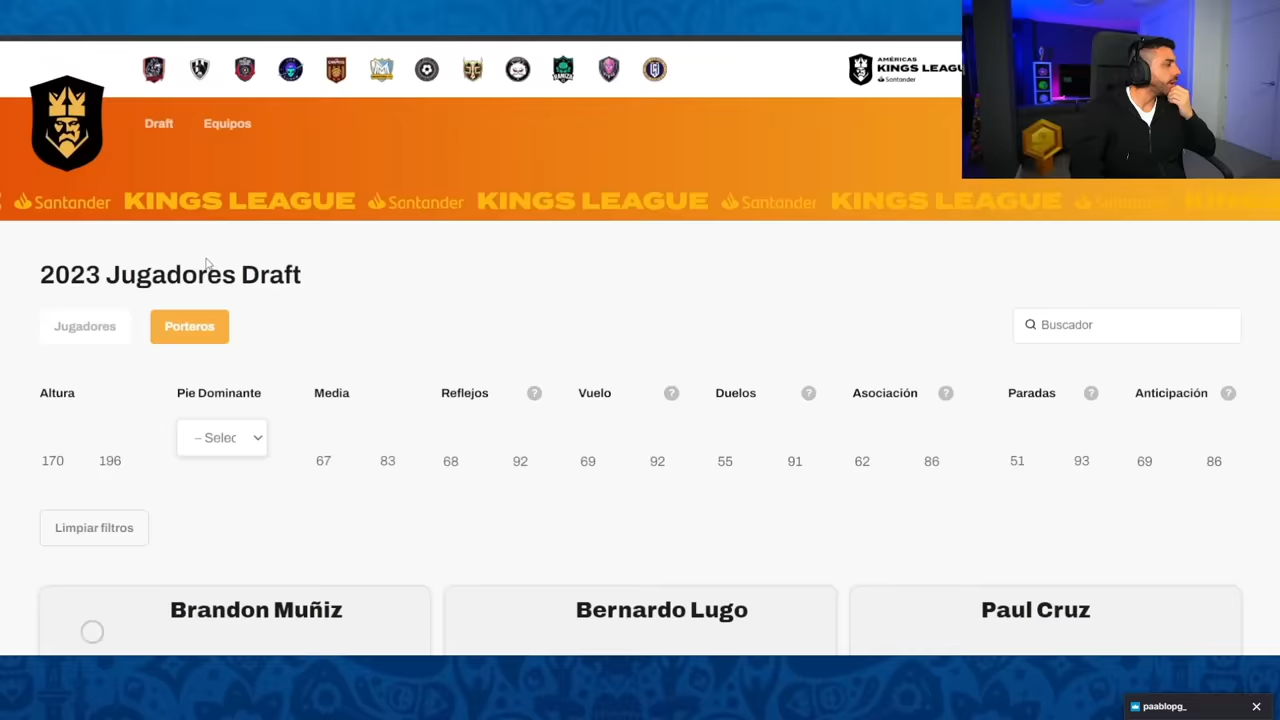 AMÉRICAS
KINGS LEAGU
Santander
Draft
Equipos
Santander KINGS LEAGUE Santander KINGS LEAGUE Santander KINGS LEAGUE Santander
2023 Jugadores Draft
Jugadores
Porteros
Buscador
Altura
Pie Dominante
Media
Reflejos ?
Vuelo ?
Duelos ?
Asociación ?
Paradas ?
Anticipación ?
-- Selec
170 196
67 83
68 92
69 92
55 91
62 86
51 93
69 86
Limpiar filtros
Brandon Muñiz
Bernardo Lugo
Paul Cruz
paablopg_